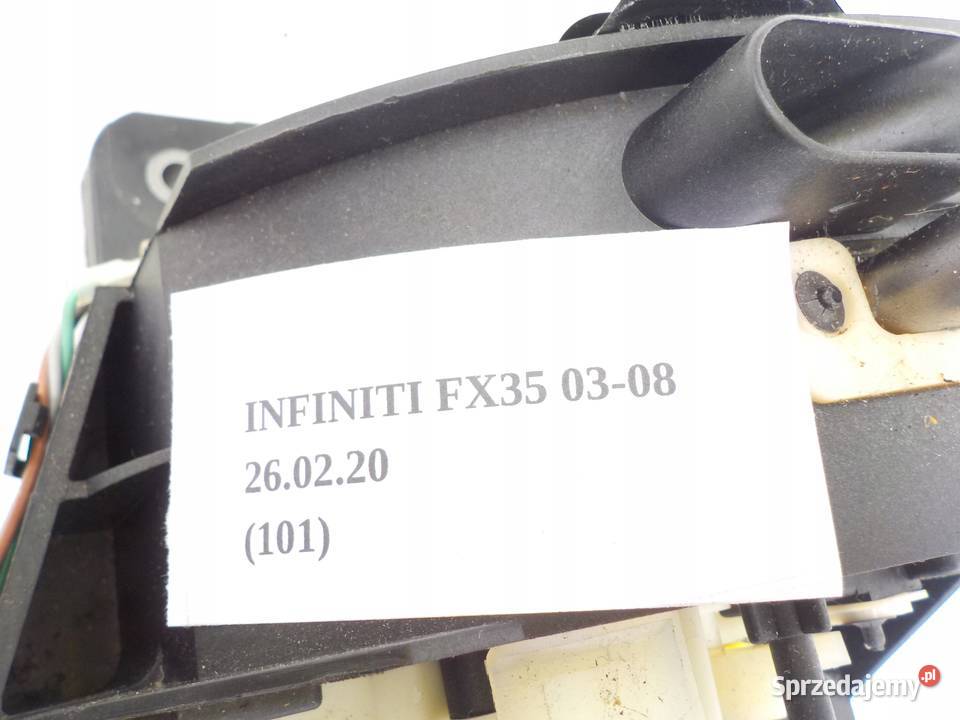 INFINITI FX35 03-08
26.02.20
(101)
Sprzedajemy.pl